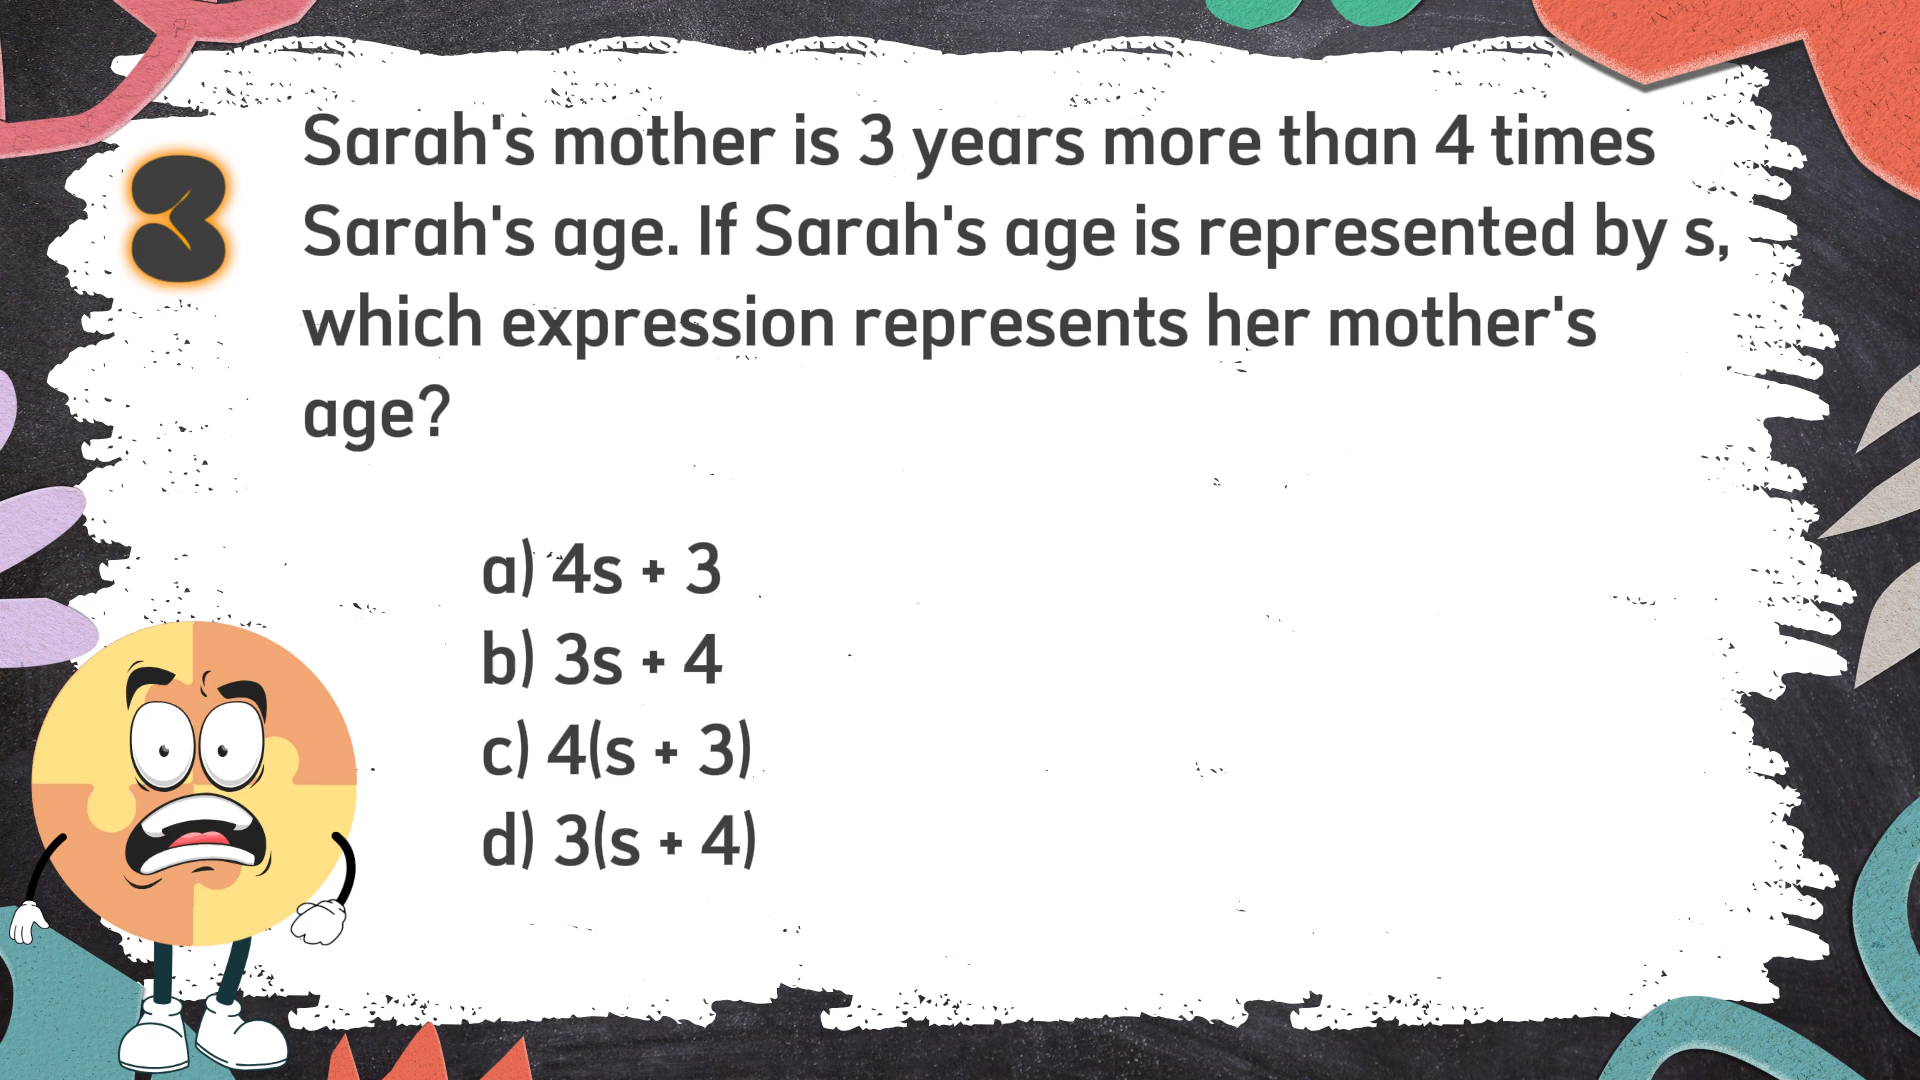 3
Sarah's mother is 3 years more than 4 times
Sarah's age. If Sarah's age is represented by s,
which expression represents her mother's
age?
a) 4s + 3
b) 3s + 4
c) 4(s + 3)
d) 3(s + 4)